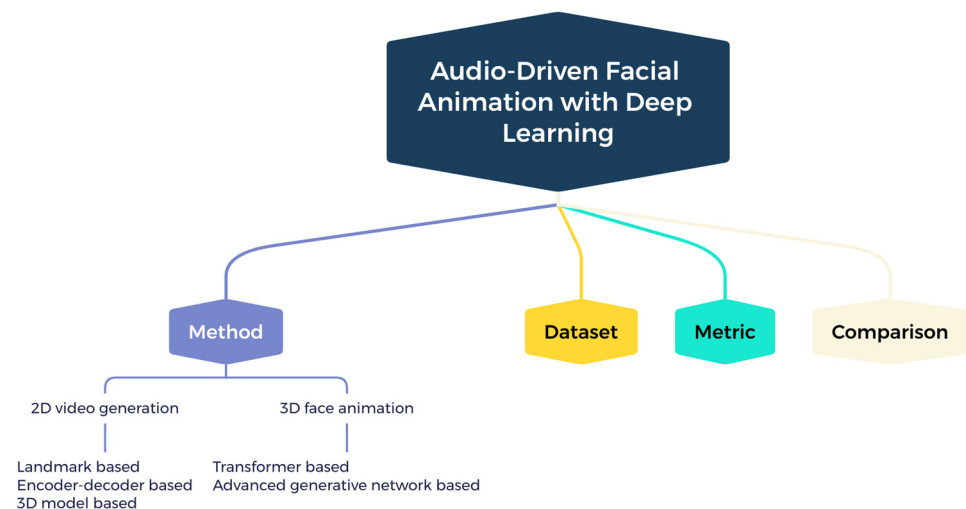 Audio-Driven Facial
Animation with Deep
Learning
Method
Dataset
Metric
Comparison
2D video generation
3D face animation
Landmark based
Encoder-decoder based
3D model based
Transformer based
Advanced generative network based